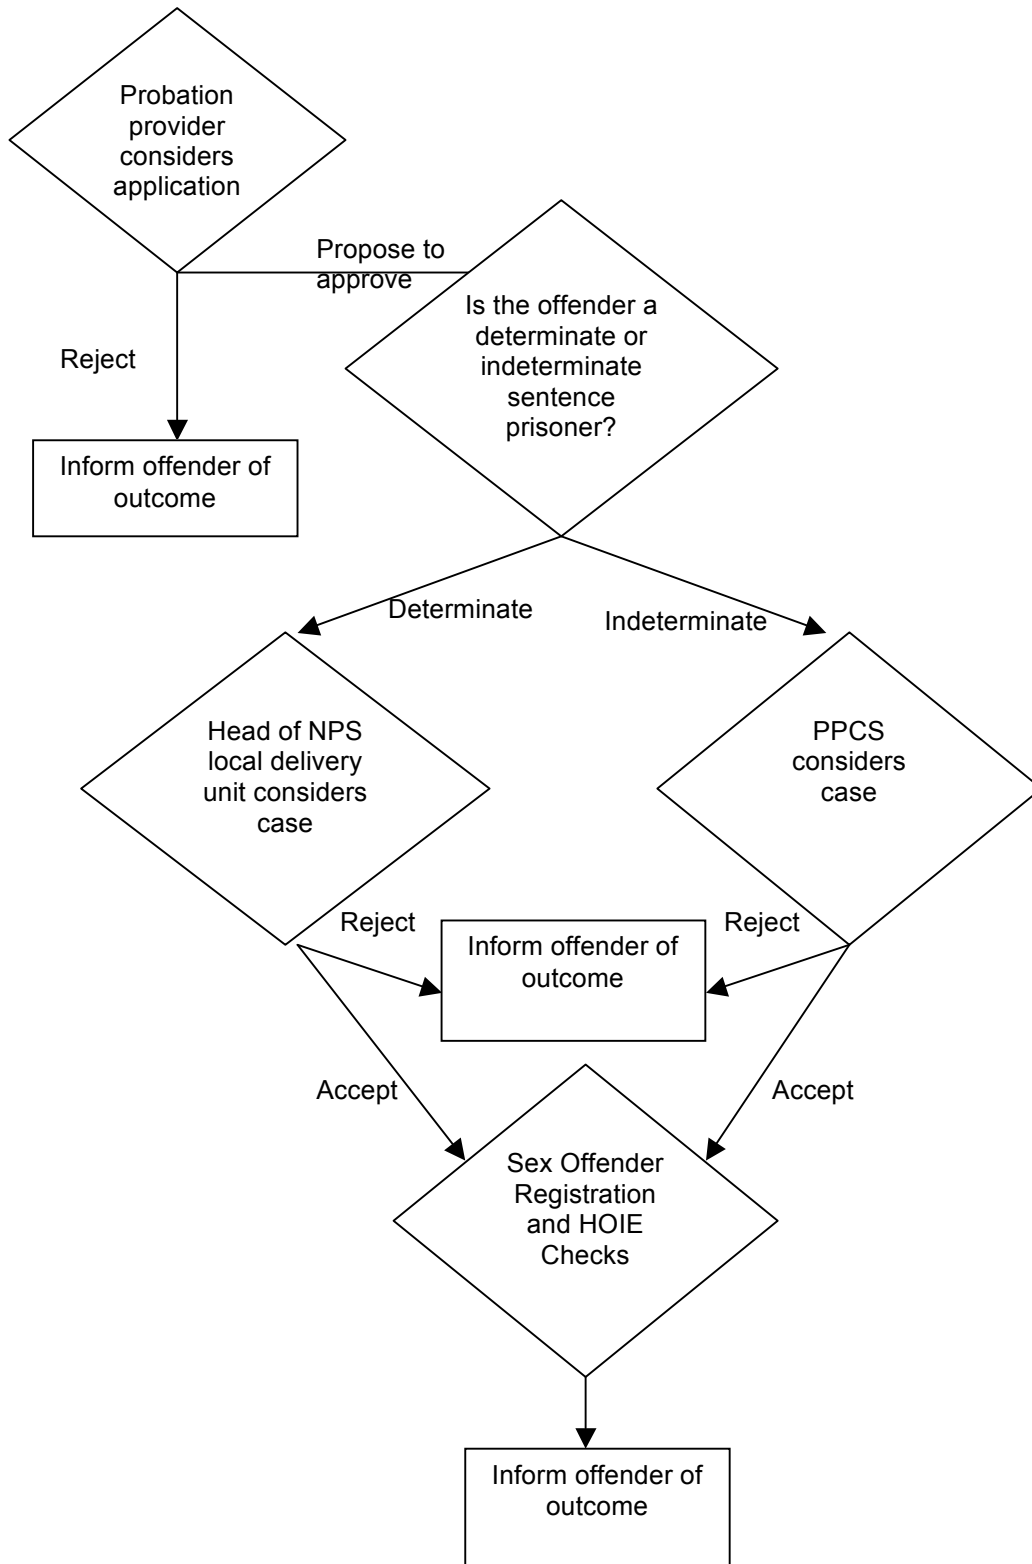 Probation
provider
considers
application
Propose to
approve
Is the offender a
determinate or
indeterminate
sentence
prisoner?
Reject
Inform offender of
outcome
Determinate
Indeterminate
Head of NPS
local delivery
unit considers
case
PPCS
considers
case
Reject
Inform offender of
outcome
Reject
Accept
Accept
Sex Offender
Registration
and HOIE
Checks
Inform offender of
outcome